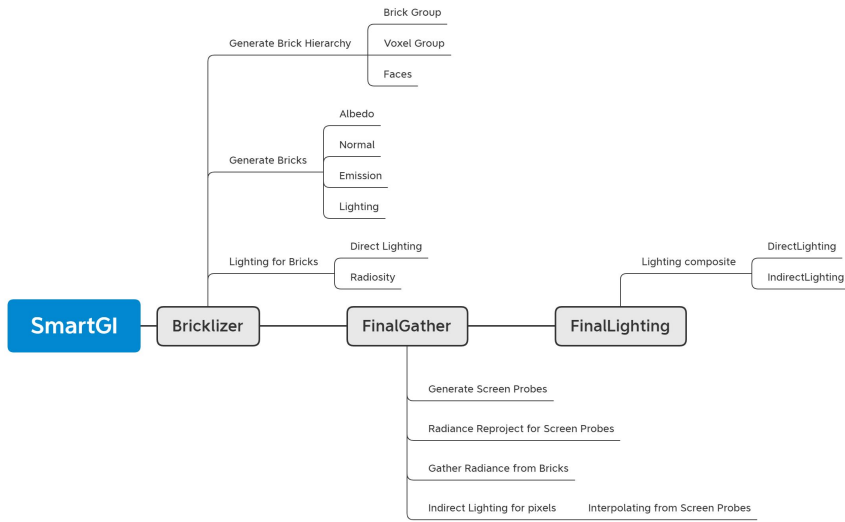 Brick Group
Generate Brick Hierarchy
Voxel Group
Faces
Albedo
Normal
Generate Bricks
Emission
Lighting
Direct Lighting
Lighting for Bricks
Radiosity
DirectLighting
Lighting composite
IndirectLighting
SmartGI
Bricklizer
FinalGather
FinalLighting
Generate Screen Probes
Radiance Reproject for Screen Probes
Gather Radiance from Bricks
Indirect Lighting for pixels
Interpolating from Screen Probes